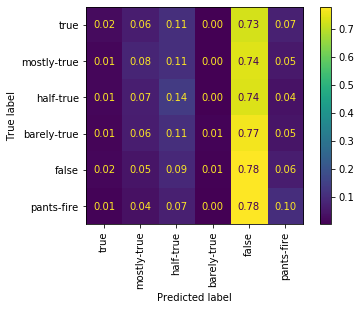 true 0.02 0.06 0.11 0.00 0.73 0.07
mostly-true 0.01 0.08 0.11 0.00 0.74 0.05
half-true 0.01 0.07 0.14 0.00 0.74 0.04
barely-true 0.01 0.06 0.11 0.01 0.77 0.05
false 0.02 0.05 0.09 0.01 0.78 0.06
pants-fire 0.01 0.04 0.07 0.00 0.78 0.10
True label
true
mostly-true
half-true
barely-true
false
pants-fire
Predicted label
0.7
0.6
0.5
0.4
0.3
0.2
0.1